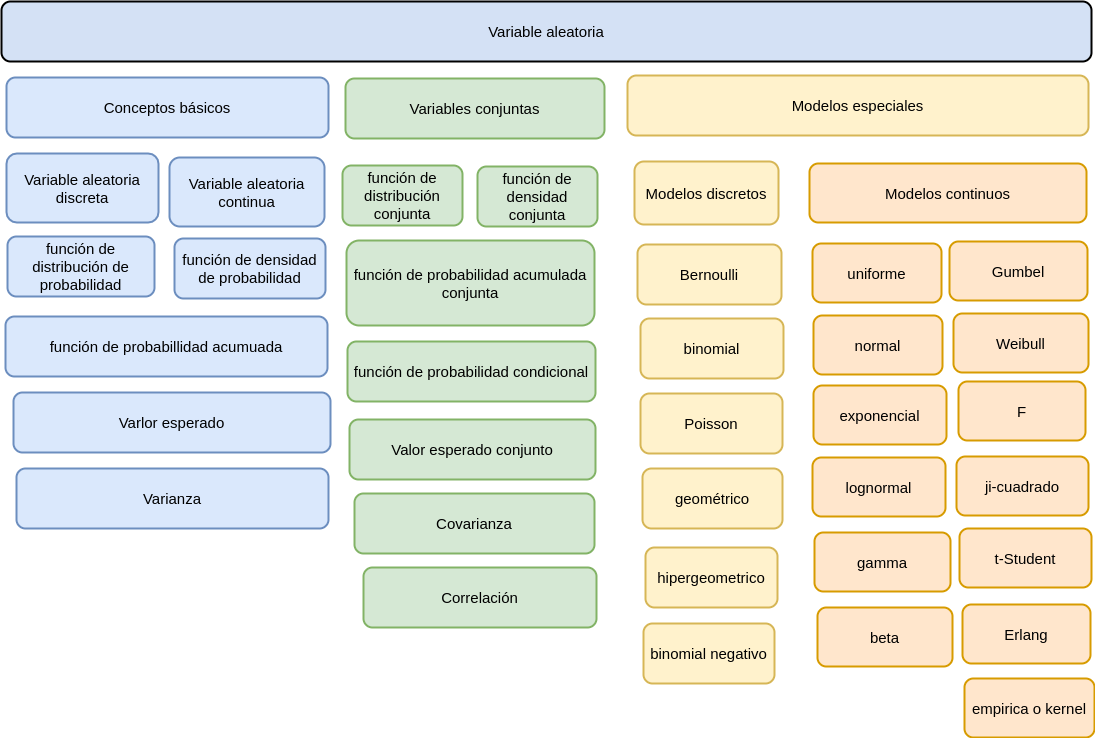 Variable aleatoria
Conceptos básicos
Variables conjuntas
Modelos especiales
Variable aleatoria
discreta
Variable aleatoria
continua
función de
distribución de
probabilidad
función de densidad
de probabilidad
función de probabillidad acumuada
Varlor esperado
Varianza
función de
distribución
conjunta
función de
densidad
conjunta
función de probabilidad acumulada
conjunta
función de probabilidad condicional
Valor esperado conjunto
Covarianza
Correlación
Modelos discretos
Bernoulli
binomial
Poisson
geométrico
hipergeometrico
binomial negativo
Modelos continuos
uniforme
normal
exponencial
lognormal
gamma
beta
Gumbel
Weibull
F
ji-cuadrado
t-Student
Erlang
empirica o kernel